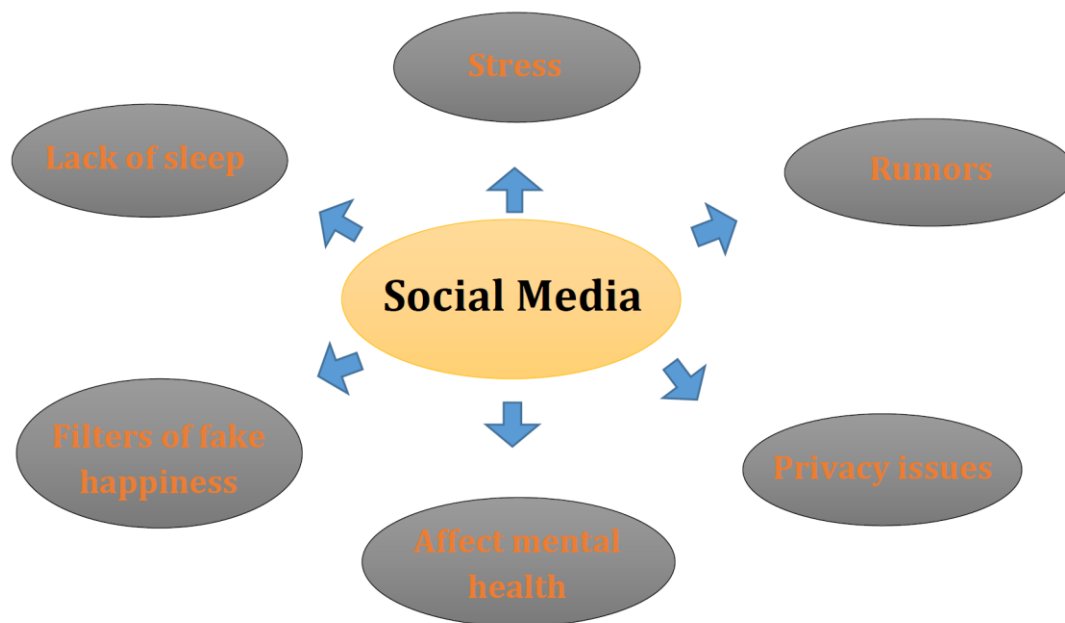 Stress
Lack of sleep
Rumors
Social Media
Filters of fake
happiness
Privacy issues
Affect mental
health